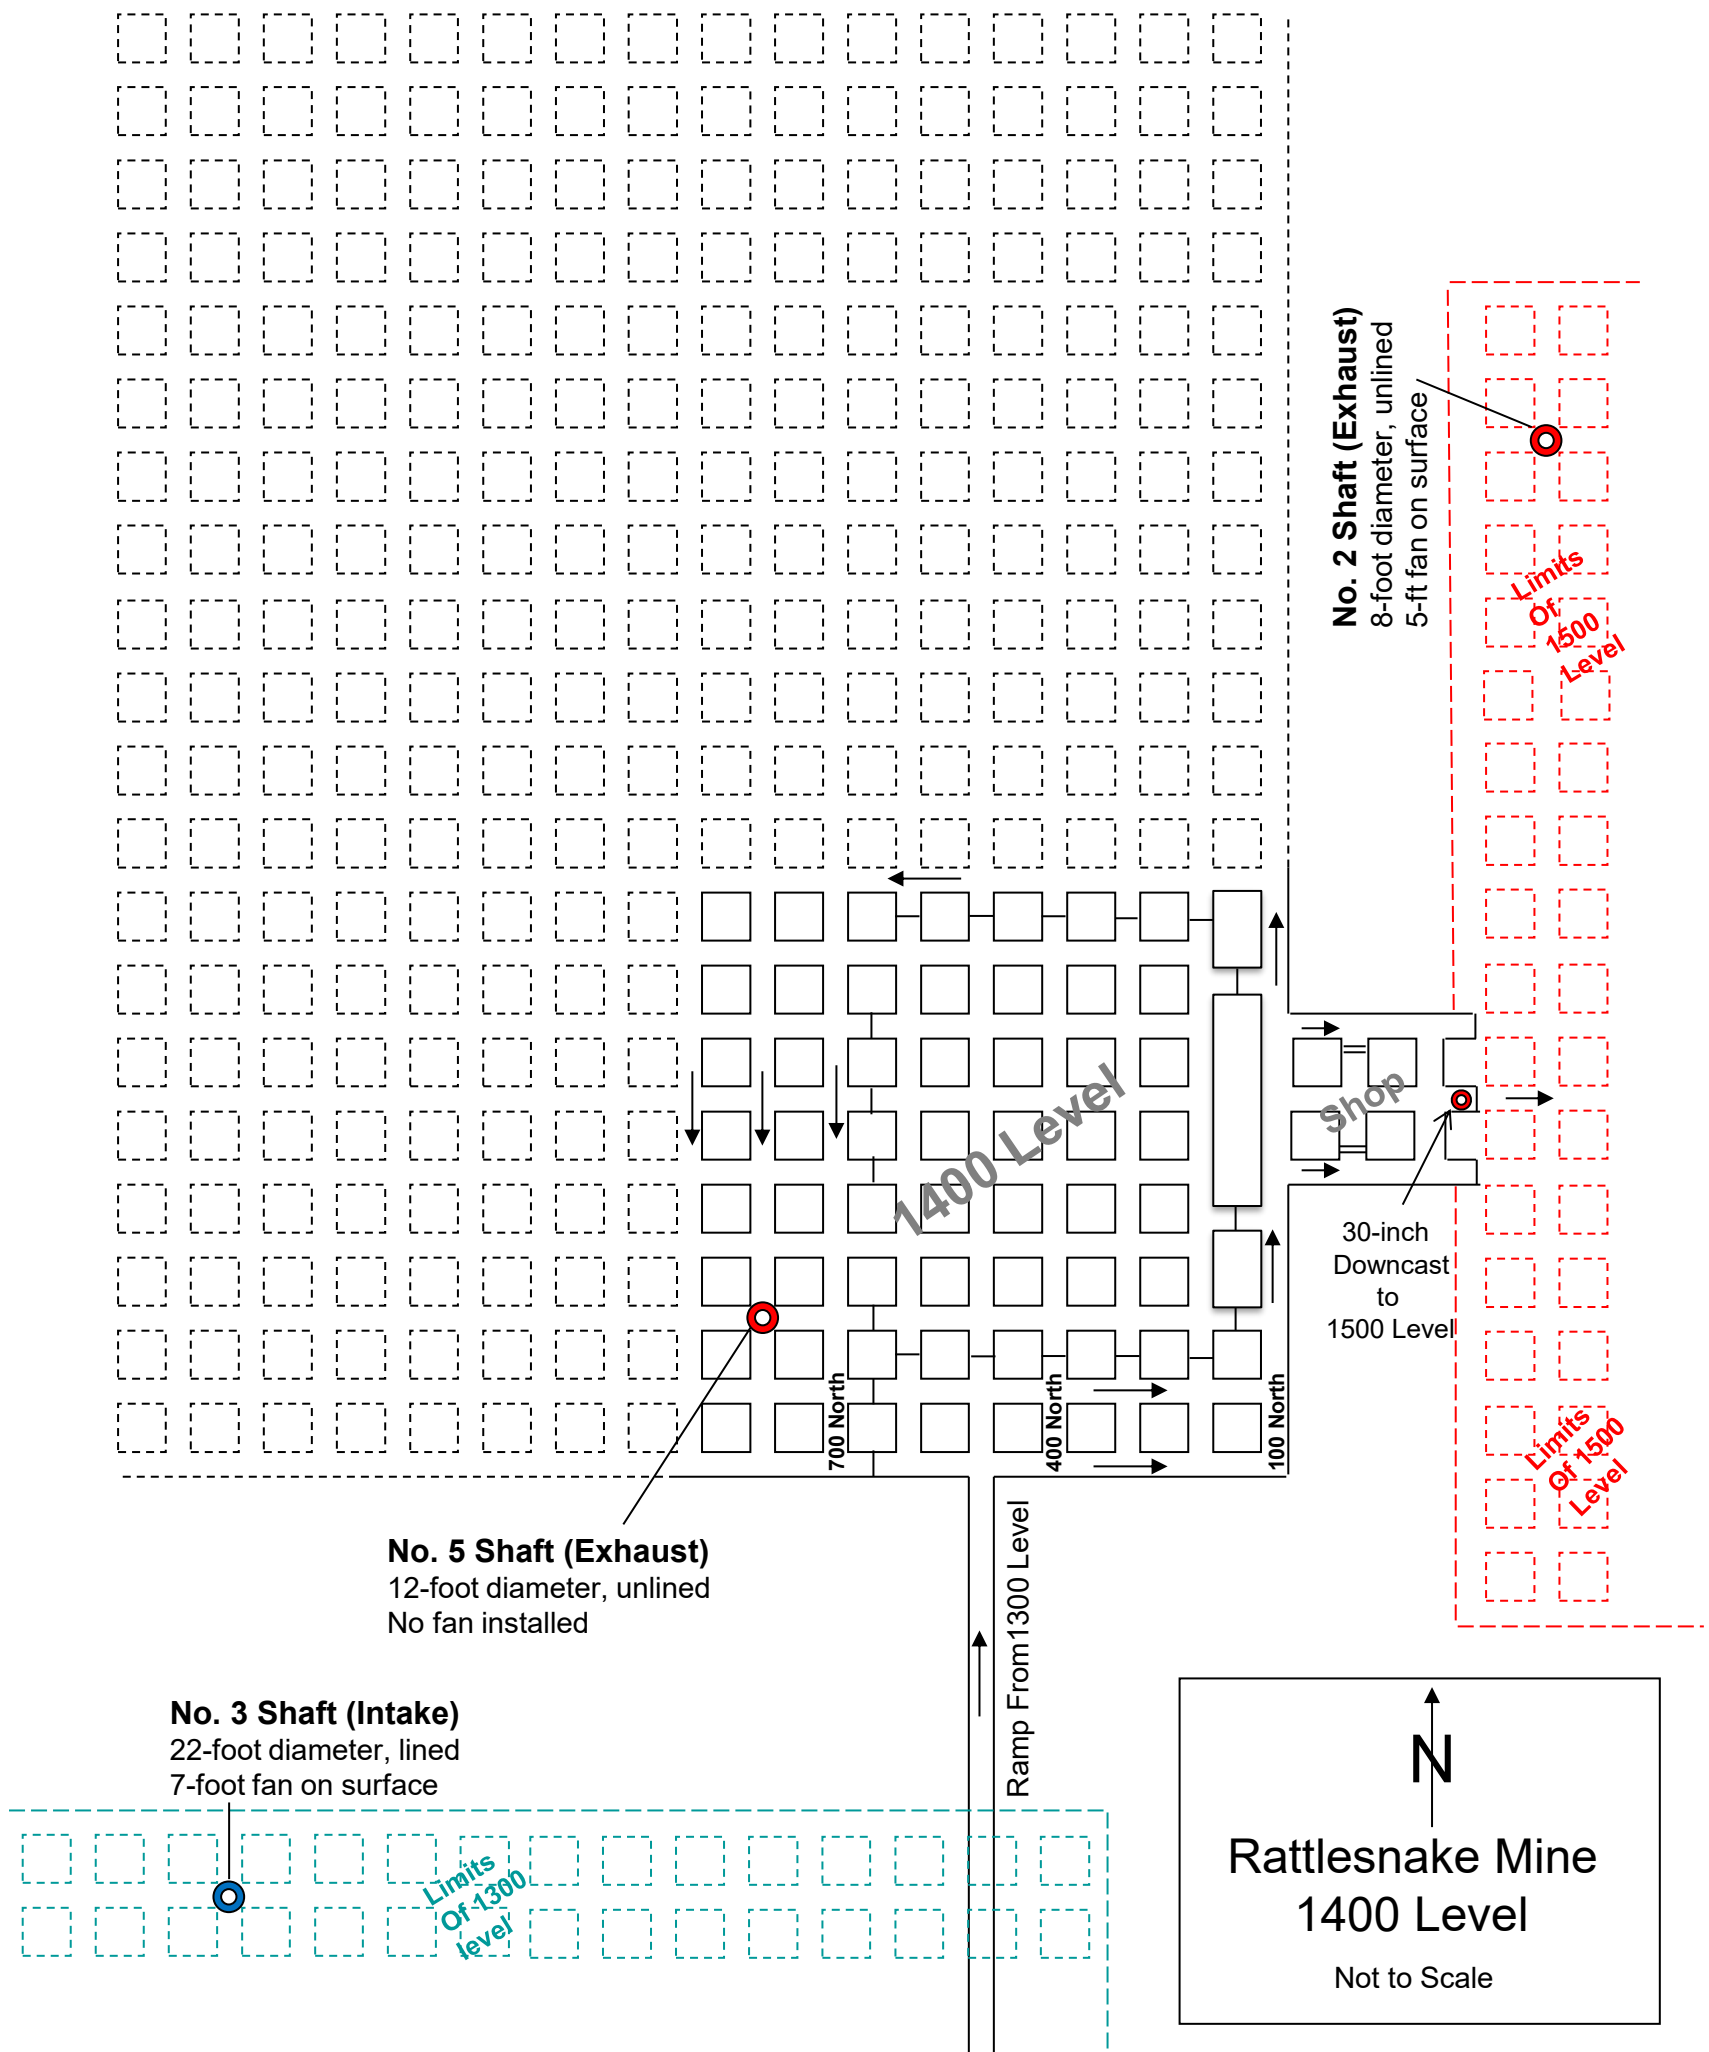 No. 2 Shaft (Exhaust)
8-foot diameter, unlined
5-ft fan on surface
Limits
Of
1500
Level
1400 Level
Shop
30-inch
Downcast
to
1500 Level
700 North
400 North
100 North
Limits
Of 1500
Level
No. 5 Shaft (Exhaust)
12-foot diameter, unlined
No fan installed
Ramp From1300 Level
No. 3 Shaft (Intake)
22-foot diameter, lined
7-foot fan on surface
Limits
Of 1300
level
N
Rattlesnake Mine
1400 Level
Not to Scale